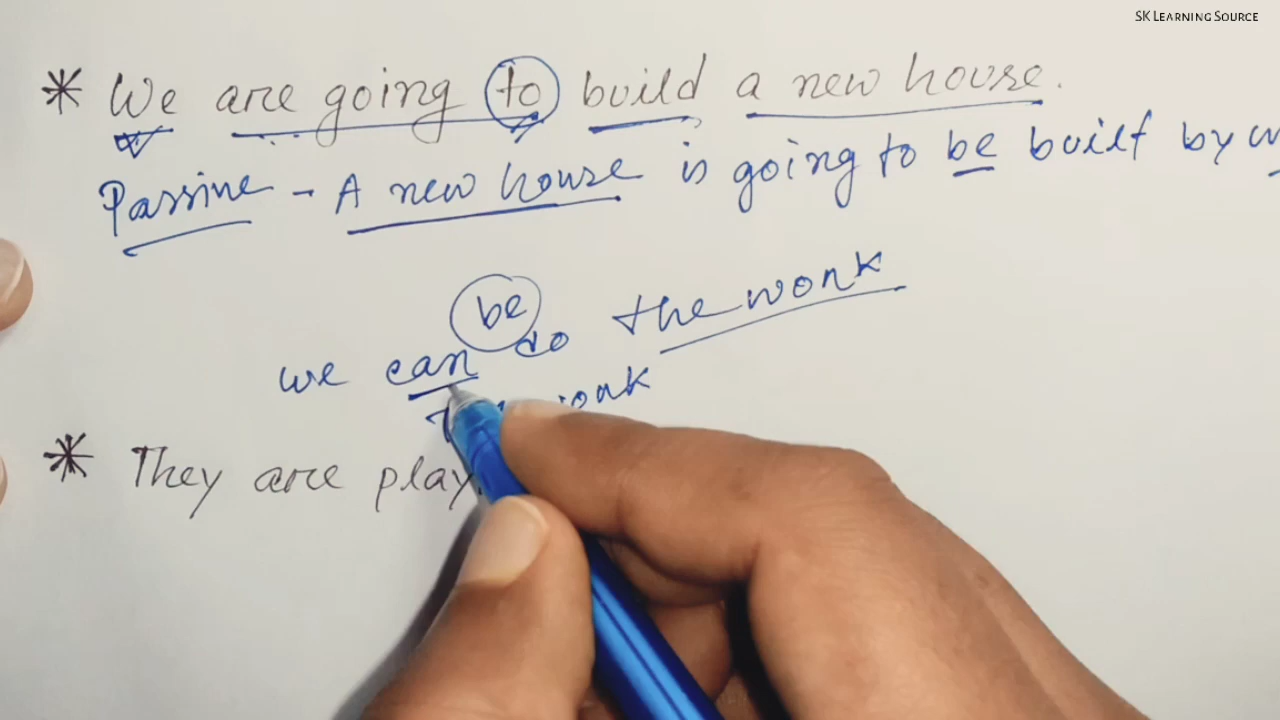 SK LEARNING SOURCE
* We are going to build a new house.
Passive - A new house is going to be built by
be
we can do the work
work
* They are play